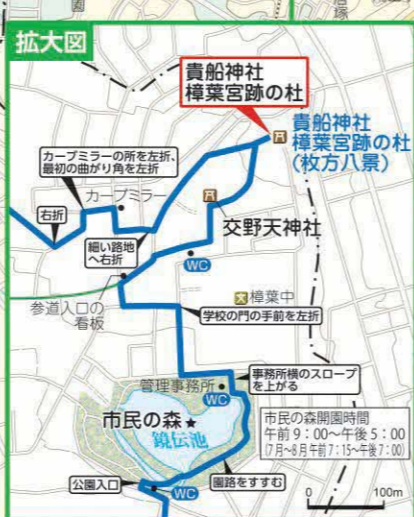 園
店塚
拡大図
貴船神社
樟葉宮跡の杜
貴船神社
樟葉宮跡の杜
(枚方八景)
カーブミラーの所を左折、
最初の曲がり角を左折
カーブミラー
右折
細い路地
へ右折
交野天神社
WC
参道入口の
看板
樟葉中
文
学校の門の手前を左折
事務所横のスロープ
を上がる
管理事務所
WC
市民の森★
鏡伝池
市民の森開園時間
午前9:00~午後5:00
(7月~8月午前7:15~午後7:00)
公園入口
WC
園路をすすむ
0 100m